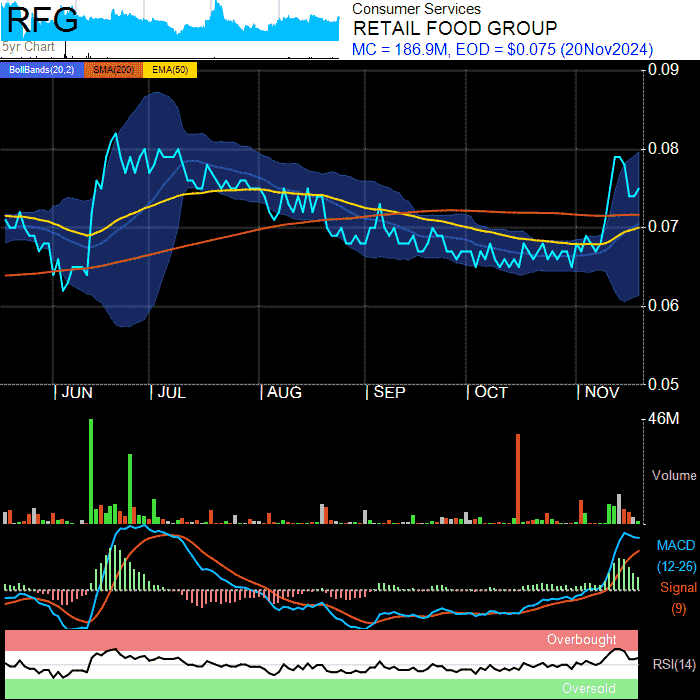 RFG
5yr Chart
Consumer Services
RETAIL FOOD GROUP
MC = 186.9M, EOD = $0.075 (20Nov2024)
BollBands(20,2) SMA(200) EMA(50)
0.09
0.08
0.07
0.06
0.05
JUN JUL AUG SEP OCT NOV
46M
Volume
MACD
(12-26)
Signal
(9)
Overbought
RSI(14)
Oversold